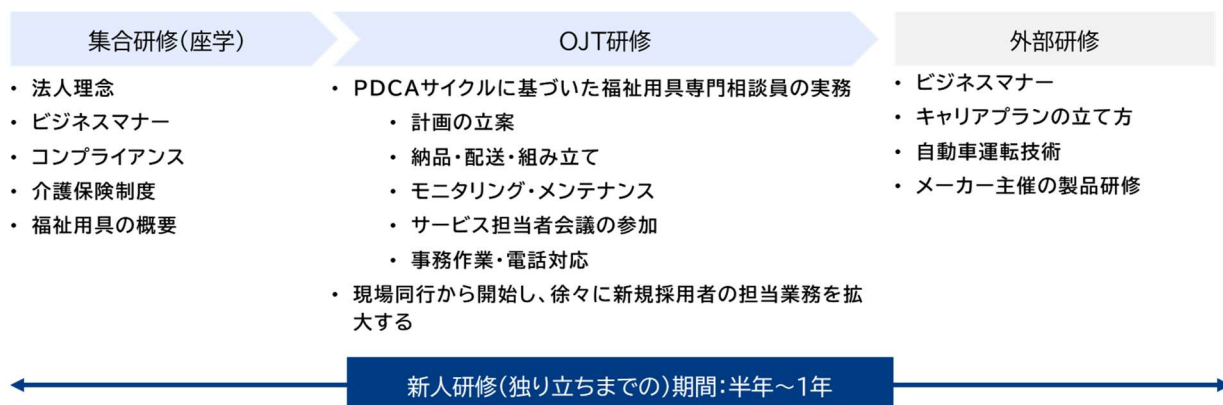 集合研修(座学)
・法人理念
・ビジネスマナー
・コンプライアンス
・介護保険制度
・福祉用具の概要
OJT研修
・PDCAサイクルに基づいた福祉用具専門相談員の実務
・計画の立案
・納品・配送・組み立て
・モニタリング・メンテナンス
・サービス担当者会議の参加
・事務作業・電話対応
・現場同行から開始し、徐々に新規採用者の担当業務を拡
大する
外部研修
・ビジネスマナー
・キャリアプランの立て方
・自動車運転技術
・メーカー主催の製品研修
新人研修(独り立ちまでの)期間:半年~1年